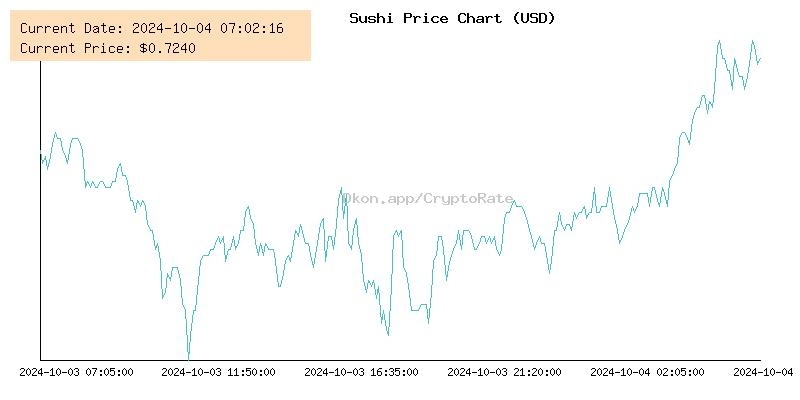 Sushi Price Chart (USD)
Current Date: 2024-10-04 07:02:16
Current Price: $0.7240
Dkon.app/CryptoRate
2024-10-03 07:05:00 2024-10-03 11:50:00 2024-10-03 16:35:00 2024-10-03 21:20:00 2024-10-04 02:05:00 2024-10-04